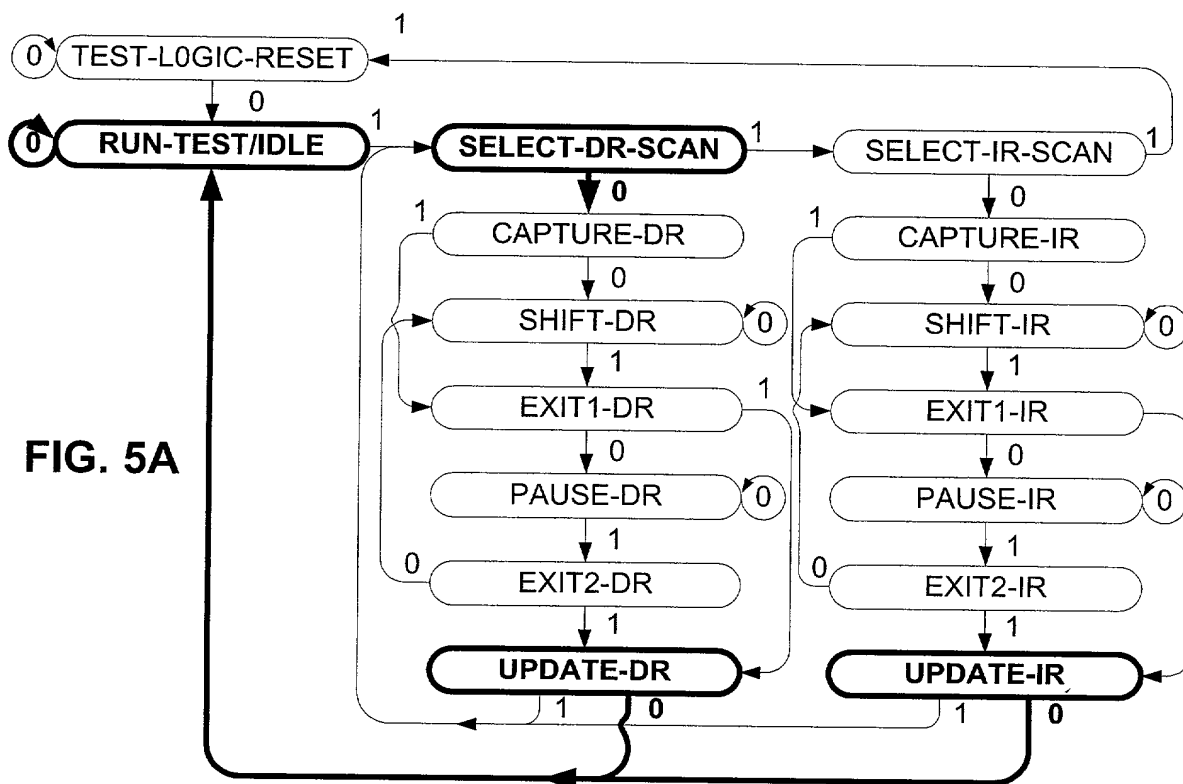 1
0 TEST-L0GIC-RESET
0
0 RUN-TEST/IDLE 1 SELECT-DR-SCAN 1 SELECT-IR-SCAN 1
0 0
1 CAPTURE-DR 1 CAPTURE-IR
0 0
SHIFT-DR 0 SHIFT-IR 0
1 1
EXIT1-DR 1 EXIT1-IR
FIG. 5A
0 0
PAUSE-DR 0 PAUSE-IR 0
1 1
0 EXIT2-DR 0 EXIT2-IR
1 1
UPDATE-DR UPDATE-IR
1 0 1 0